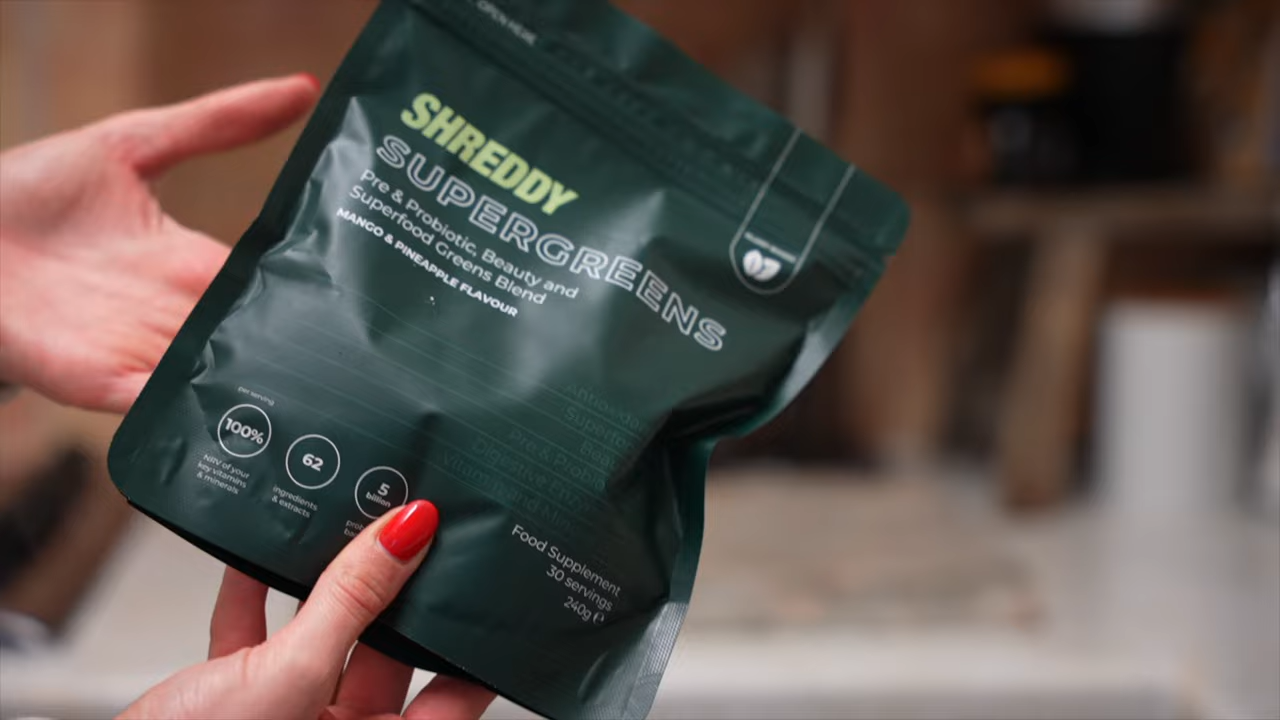 OPEN HERE
SHREDDY
SUPERGREENS
Pre & Probiotic, Beauty and
Superfood Greens Blend
MANGO & PINEAPPLE FLAVOUR
per serving
100%
NRV of your
key vitamins
& minerals
62
ingredients
& extracts
5
billion
Food Supplement
30 servings
240g ℮